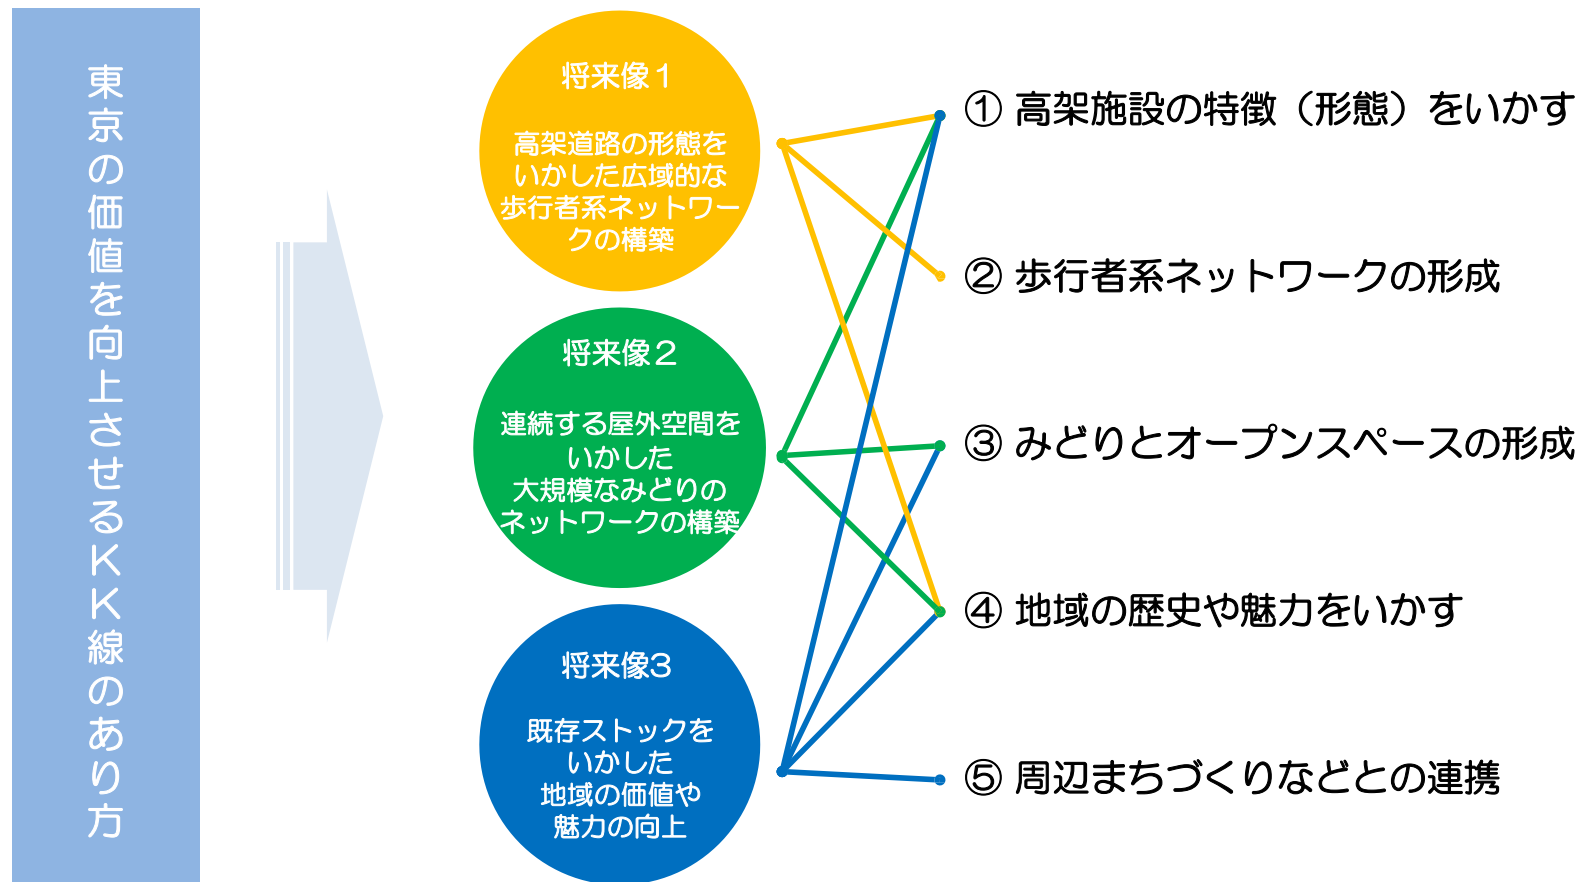 東京の価値を向上させるＫＫ線のあり方
将来像１
高架道路の形態を
いかした広域的な
歩行者系ネットワー
クの構築
将来像２
連続する屋外空間を
いかした
大規模なみどりの
ネットワークの構築
将来像3
既存ストックを
いかした
地域の価値や
魅力の向上
① 高架施設の特徴（形態）をいかす
② 歩行者系ネットワークの形成
③ みどりとオープンスペースの形成
④ 地域の歴史や魅力をいかす
⑤ 周辺まちづくりなどとの連携